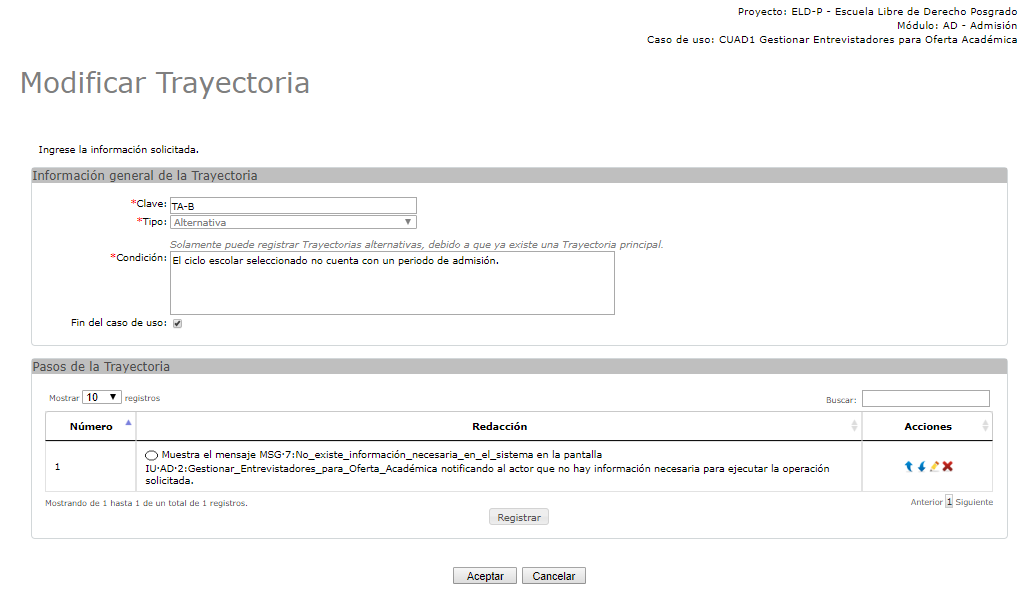 Proyecto: ELD-P - Escuela Libre de Derecho Posgrado
Módulo: AD - Admisión
Caso de uso: CUAD1 Gestionar Entrevistadores para Oferta Académica
Modificar Trayectoria
Ingrese la información solicitada.
Información general de la Trayectoria
*Clave: TA-B
*Tipo: Alternativa
Solamente puede registrar Trayectorias alternativas, debido a que ya existe una Trayectoria principal.
*Condición: El ciclo escolar seleccionado no cuenta con un periodo de admisión.
Fin del caso de uso:
Pasos de la Trayectoria
Mostrar 10 registros Buscar:
Número Redacción Acciones
1 Muestra el mensaje MSG·7:No_existe_información_necesaria_en_el_sistema en la pantalla
IU·AD·2:Gestionar_Entrevistadores_para_Oferta_Académica notificando al actor que no hay información necesaria para ejecutar la operación
solicitada.
Mostrando de 1 hasta 1 de un total de 1 registros. Anterior 1 Siguiente
Registrar
Aceptar Cancelar